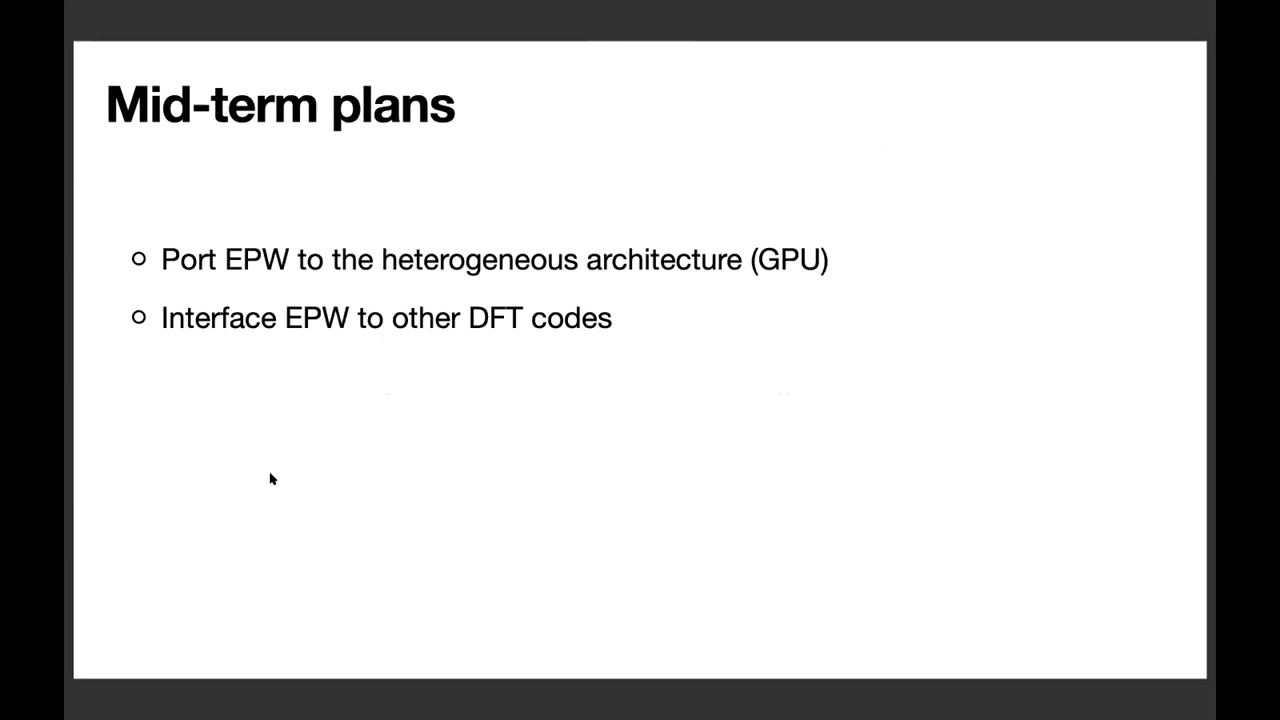 Mid-term plans
Port EPW to the heterogeneous architecture (GPU)
Interface EPW to other DFT codes